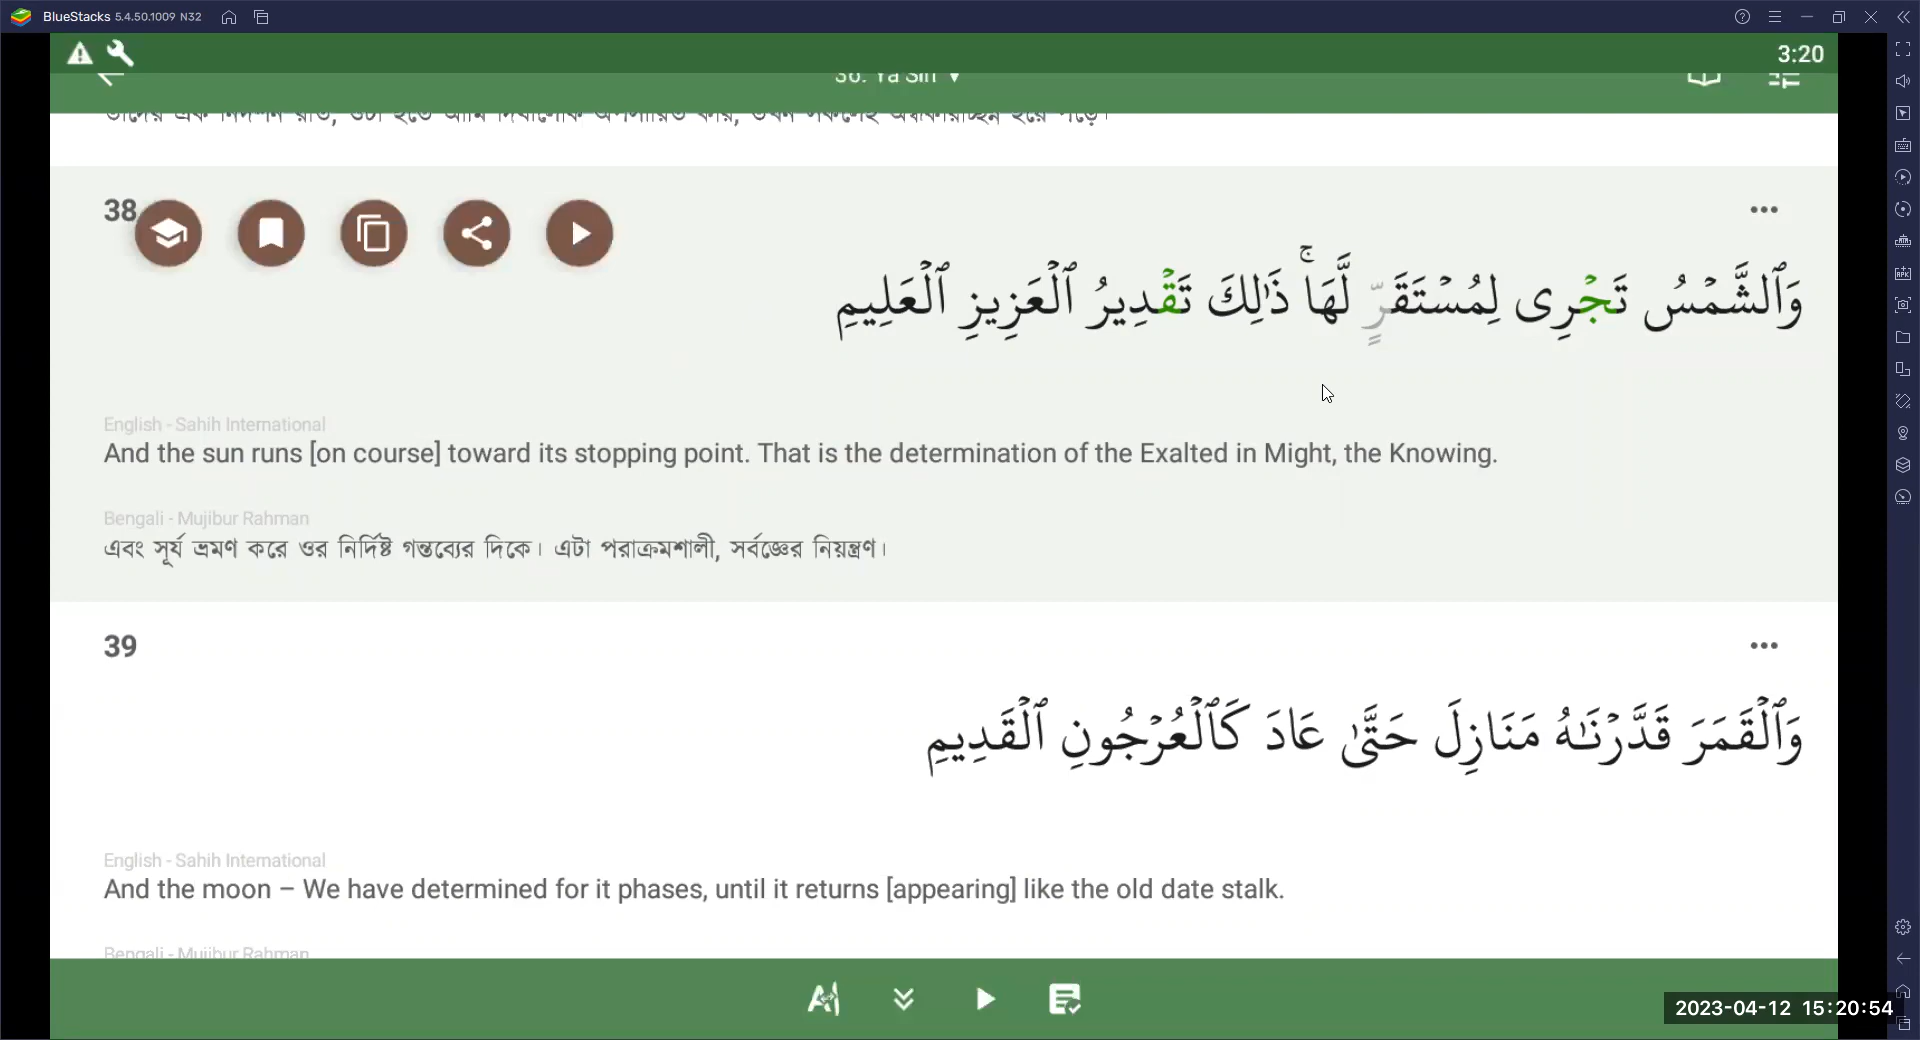 BlueStacks 5.4.50.1009 N32
3:20
36. Ya Sin ▼
38
وَٱلشَّمْسُ تَجْرِى لِمُسْتَقَرٍّ لَّهَا ۚ ذَٰلِكَ تَقْدِيرُ ٱلْعَزِيزِ ٱلْعَلِيمِ
English - Sahih International
And the sun runs [on course] toward its stopping point. That is the determination of the Exalted in Might, the Knowing.
Bengali - Mujibur Rahman
এবং সূর্য ভ্রমণ করে ওর নির্দিষ্ট গন্তব্যের দিকে। এটা পরাক্রমশালী, সর্বজ্ঞের নিয়ন্ত্রণ।
39
وَٱلْقَمَرَ قَدَّرْنَـٰهُ مَنَازِلَ حَتَّىٰ عَادَ كَٱلْعُرْجُونِ ٱلْقَدِيمِ
English - Sahih International
And the moon – We have determined for it phases, until it returns [appearing] like the old date stalk.
Bengali - Mujibur Rahman
2023-04-12 15:20:54